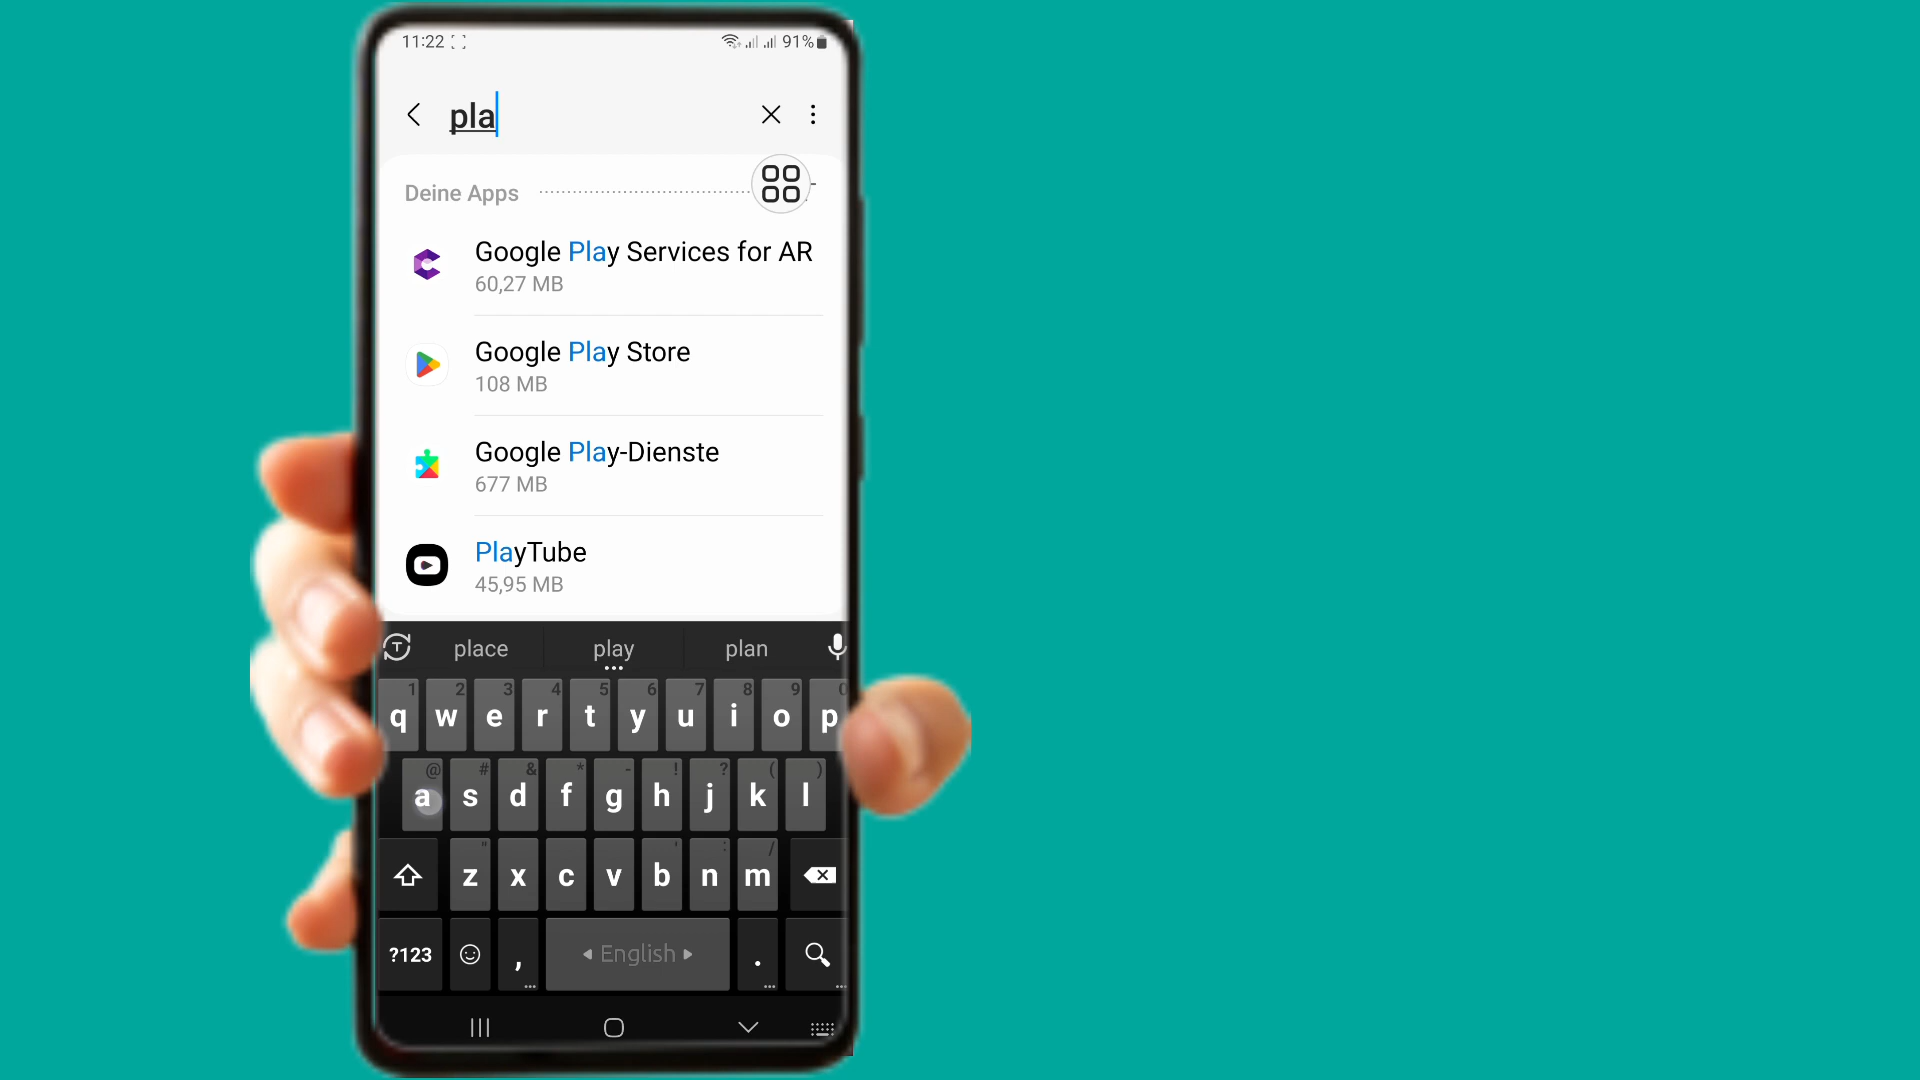 11:22 91%
pla
Deine Apps
Google Play Services for AR
60,27 MB
Google Play Store
108 MB
Google Play-Dienste
677 MB
PlayTube
45,95 MB
T place play plan
1 2 3 4 5 6 7 8 9 0
q w e r t y u i o p
@ # & * - ! ? ( )
a s d f g h j k l
" ' : /
z x c v b n m
?123 , English .